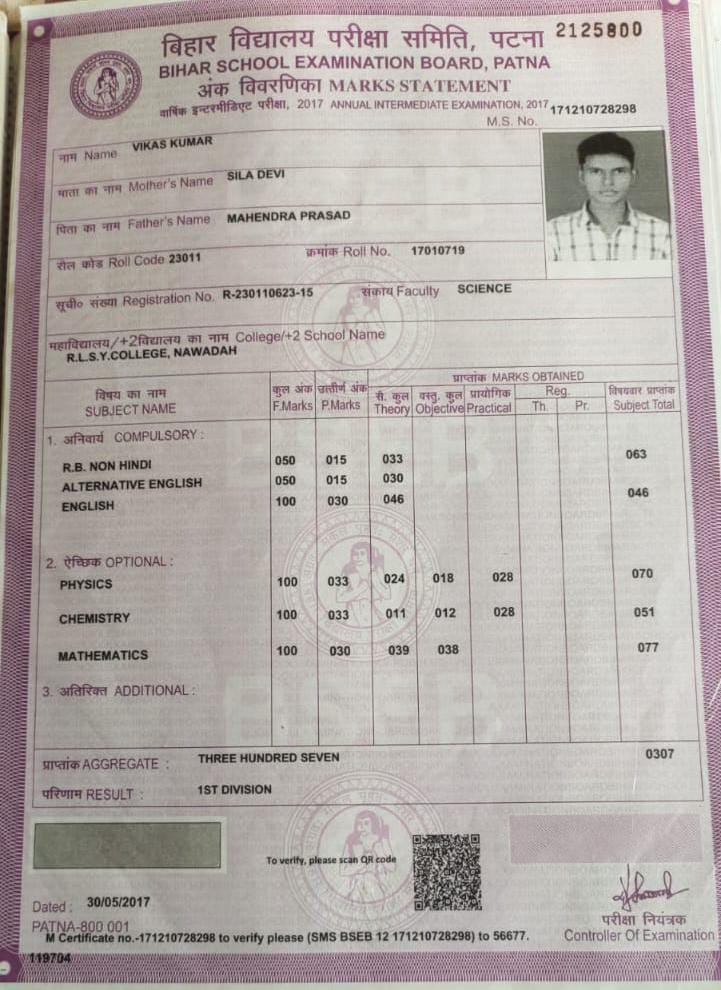 बिहार विद्यालय परीक्षा समिति, पटना 2125800
BIHAR SCHOOL EXAMINATION BOARD, PATNA
अंक विवरणिका MARKS STATEMENT
वार्षिक इन्टरमीडिएट परीक्षा, 2017 ANNUAL INTERMEDIATE EXAMINATION, 2017 171210728298
M.S. No.
नाम Name VIKAS KUMAR
माता का नाम Mother's Name SILA DEVI
पिता का नाम Father's Name MAHENDRA PRASAD
रोल कोड Roll Code 23011 क्रमांक Roll No. 17010719
सूची० संख्या Registration No. R-230110623-15 संकाय Faculty SCIENCE
महाविद्यालय/+2विद्यालय का नाम College/+2 School Name
R.L.S.Y.COLLEGE, NAWADAH
प्राप्तांक MARKS OBTAINED
विषय का नाम कुल अंक उत्तीर्ण अंक सै. कुल वस्तु. कुल प्रायोगिक Reg. विषयवार प्राप्तांक
SUBJECT NAME F.Marks P.Marks Theory Objective Practical Th. Pr. Subject Total
1. अनिवार्य COMPULSORY :
R.B. NON HINDI 050 015 033 063
ALTERNATIVE ENGLISH 050 015 030
ENGLISH 100 030 046 046
2. ऐच्छिक OPTIONAL :
PHYSICS 100 033 024 018 028 070
CHEMISTRY 100 033 011 012 028 051
MATHEMATICS 100 030 039 038 077
3. अतिरिक्त ADDITIONAL :
प्राप्तांक AGGREGATE : THREE HUNDRED SEVEN 0307
परिणाम RESULT : 1ST DIVISION
To verify, please scan QR code
Dated : 30/05/2017
PATNA-800 001
परीक्षा नियंत्रक
Controller Of Examination
M Certificate no.-171210728298 to verify please (SMS BSEB 12 171210728298) to 56677.
119704